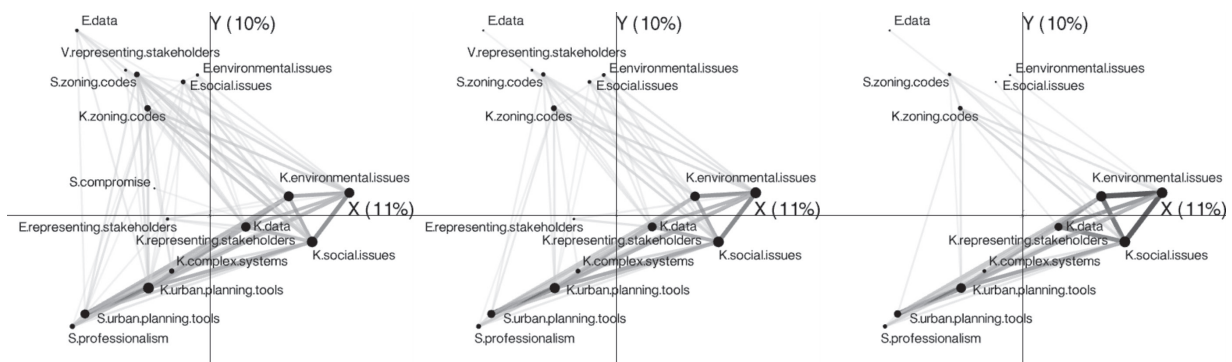 E.data
Y (10%)
V.representing.stakeholders
E.environmental.issues
S.zoning.codes
E.social.issues
K.zoning.codes
S.compromise
K.environmental.issues
X (11%)
E.representing.stakeholders
K.data
K.representing.stakeholders
K.social.issues
K.complex.systems
K.urban.planning.tools
S.urban.planning.tools
S.professionalism
E.data
Y (10%)
V.representing.stakeholders
E.environmental.issues
S.zoning.codes
E.social.issues
K.zoning.codes
K.environmental.issues
X (11%)
E.representing.stakeholders
K.data
K.representing.stakeholders
K.social.issues
K.complex.systems
K.urban.planning.tools
S.urban.planning.tools
S.professionalism
E.data
Y (10%)
E.environmental.issues
S.zoning.codes
E.social.issues
K.zoning.codes
K.environmental.issues
X (11%)
K.data
K.representing.stakeholders
K.social.issues
K.complex.systems
K.urban.planning.tools
S.urban.planning.tools
S.professionalism